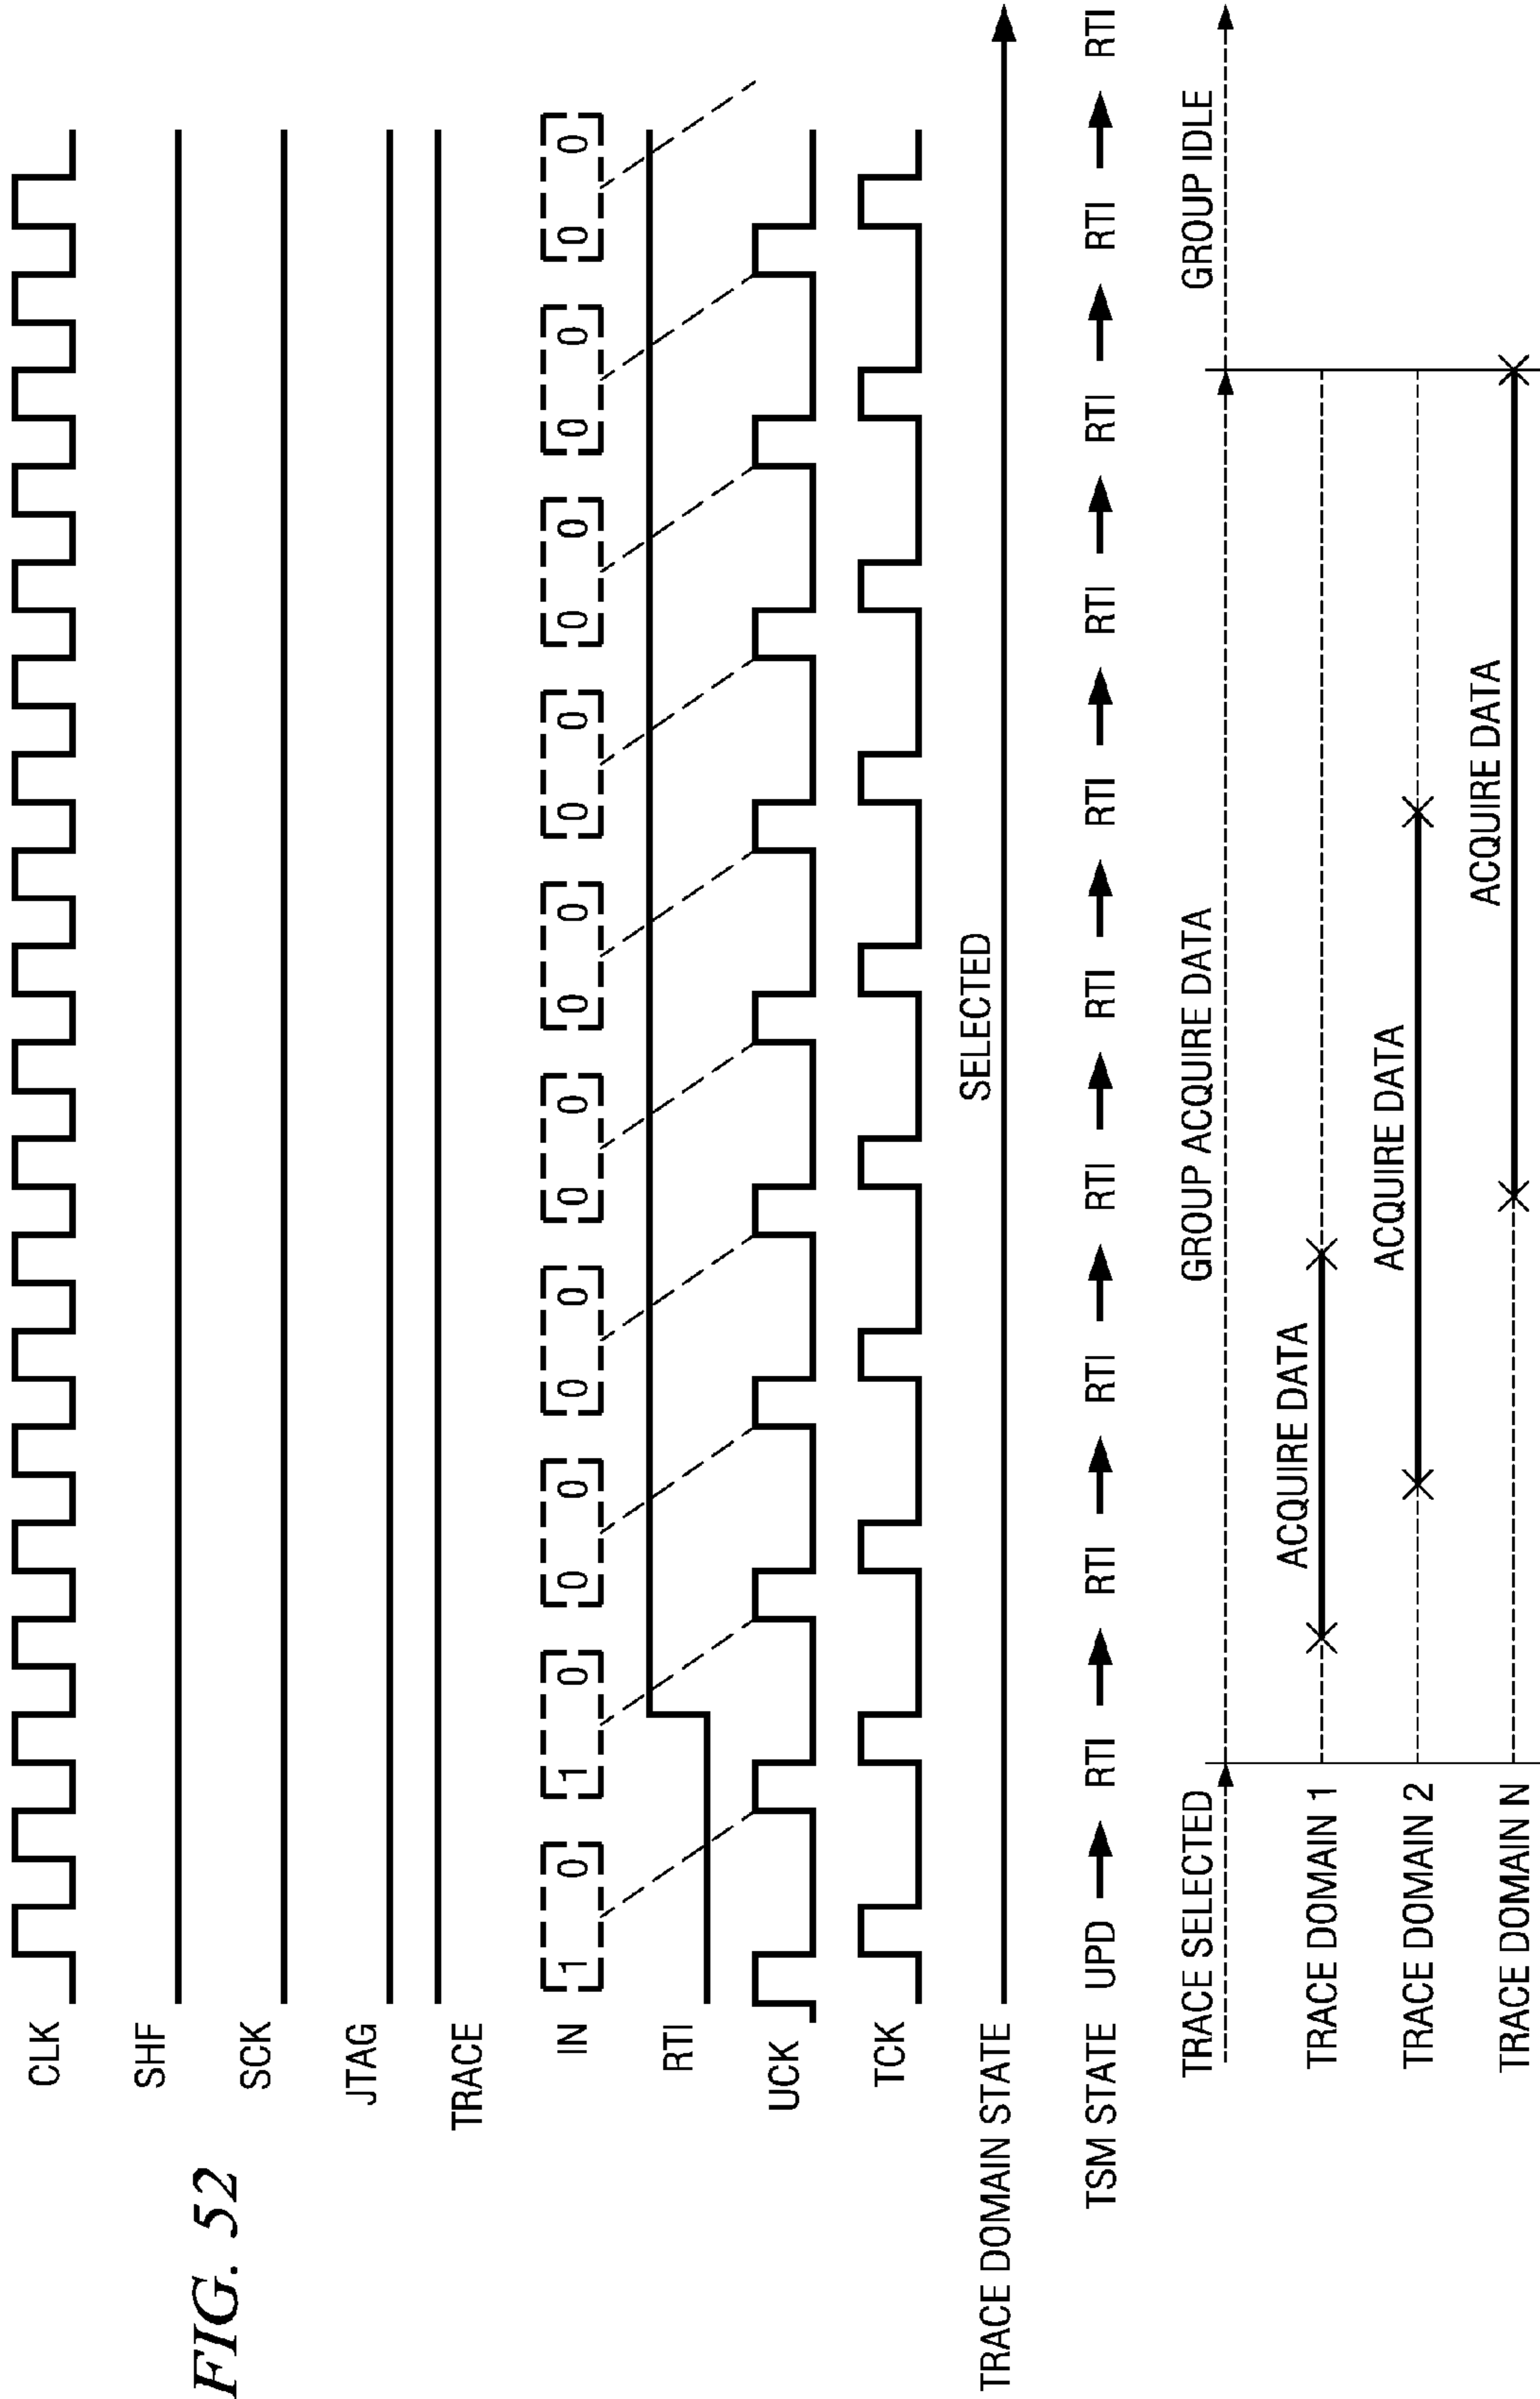 FIG. 52
CLK
SHF
SCK
JTAG
TRACE
IN 1 0 1 0 0 0 0 0 0 0 0 0 0 0 0 0 0 0 0 0
RTI
UCK
TCK
SELECTED
TRACE DOMAIN STATE
TSM STATE UPD → RTI → RTI → RTI → RTI → RTI → RTI → RTI → RTI → RTI → RTI
TRACE SELECTED GROUP ACQUIRE DATA GROUP IDLE
ACQUIRE DATA
TRACE DOMAIN 1
ACQUIRE DATA
TRACE DOMAIN 2
ACQUIRE DATA
TRACE DOMAIN N